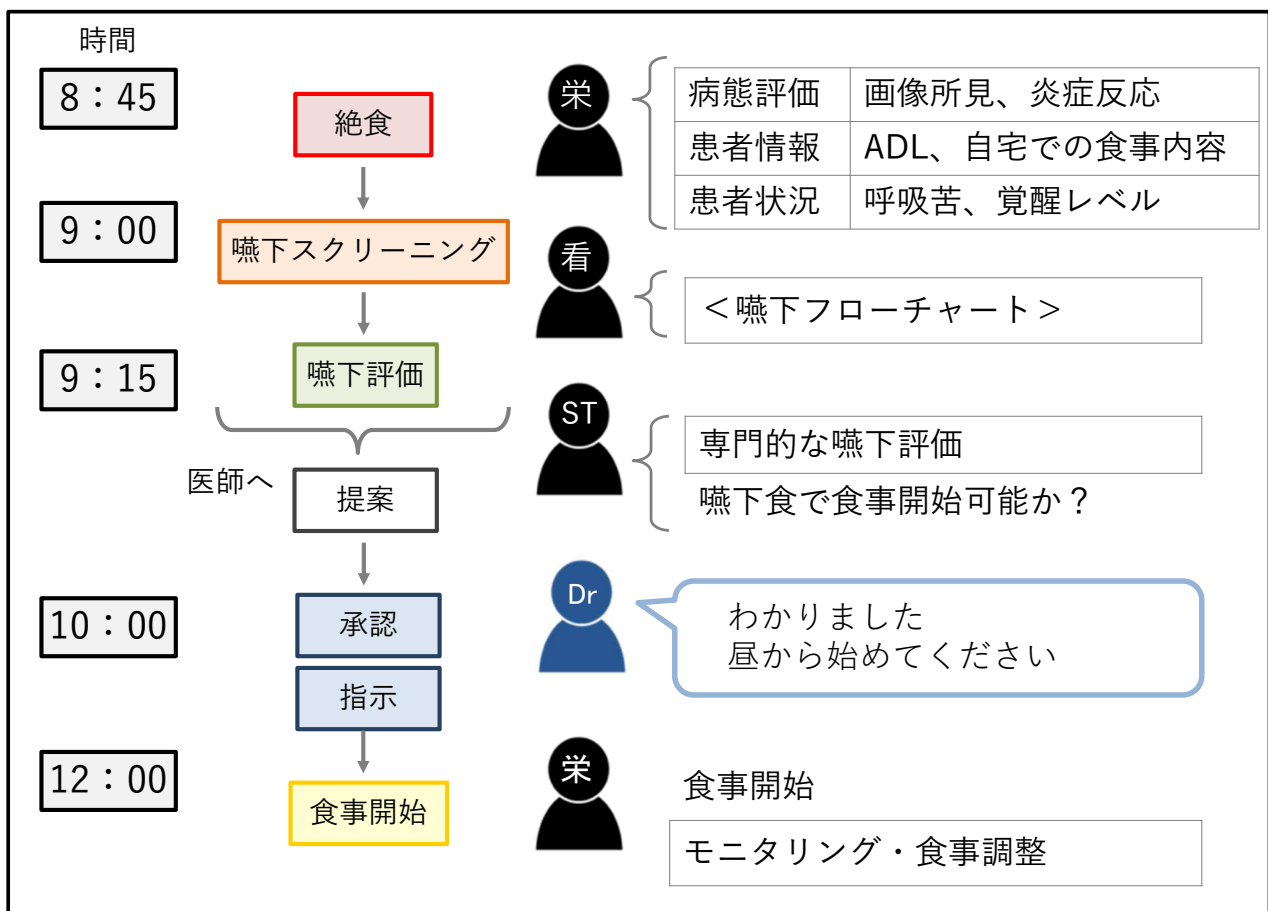 時間
8：45
絶食
栄
病態評価 画像所見、炎症反応
患者情報 ADL、自宅での食事内容
患者状況 呼吸苦、覚醒レベル
9：00
嚥下スクリーニング
看
＜嚥下フローチャート＞
9：15
嚥下評価
ST
専門的な嚥下評価
嚥下食で食事開始可能か？
医師へ
提案
10：00
承認
Dr
わかりました
昼から始めてください
指示
12：00
食事開始
栄
食事開始
モニタリング・食事調整